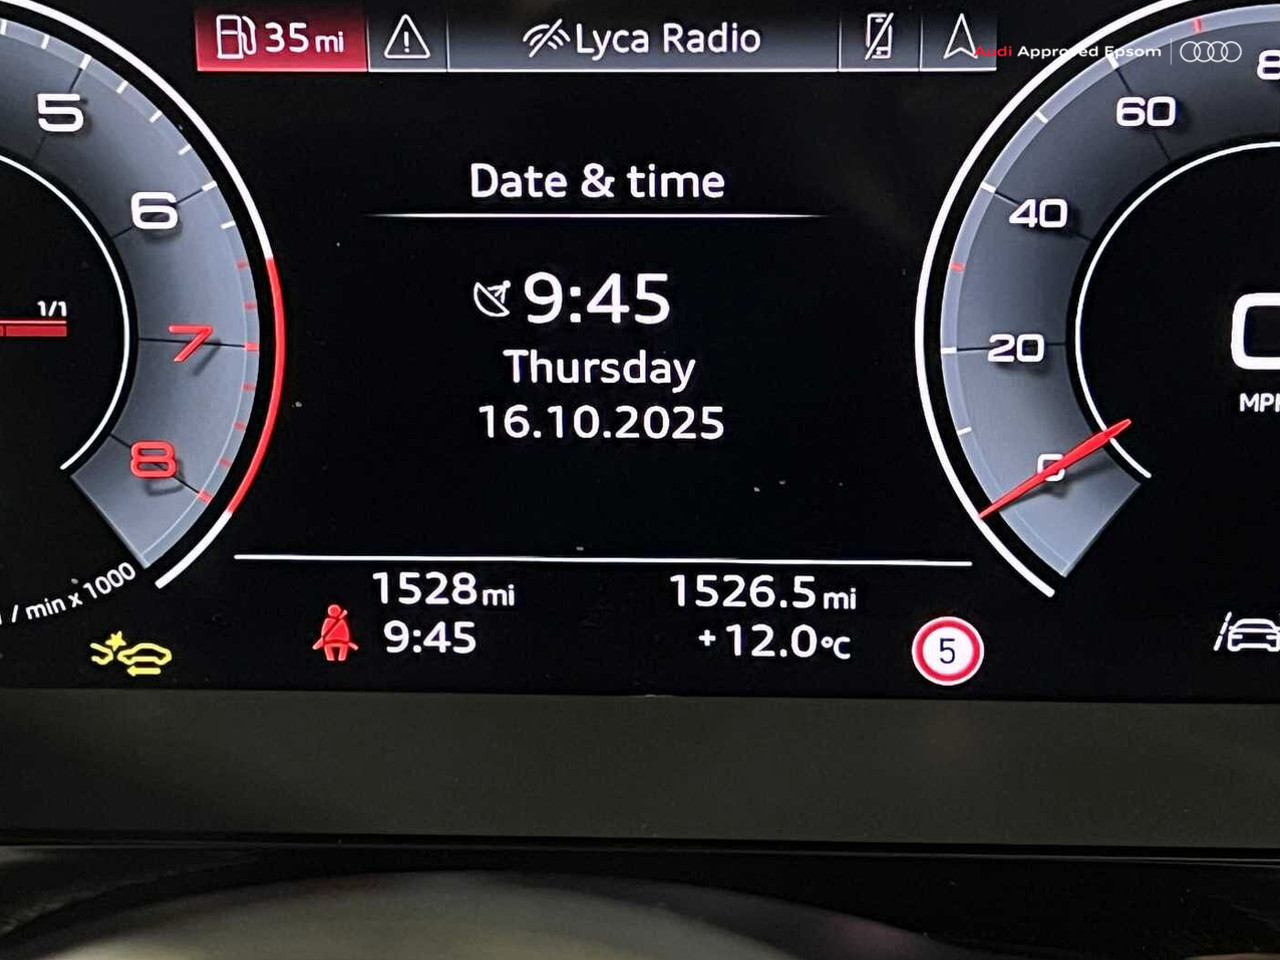 35 mi
Lyca Radio
Audi Approved Epsom
Date & time
9:45
Thursday
16.10.2025
5
6
7
8
1/1
/ min x 1000
60
40
20
0
1528 mi
9:45
1526.5 mi
+12.0°C
5